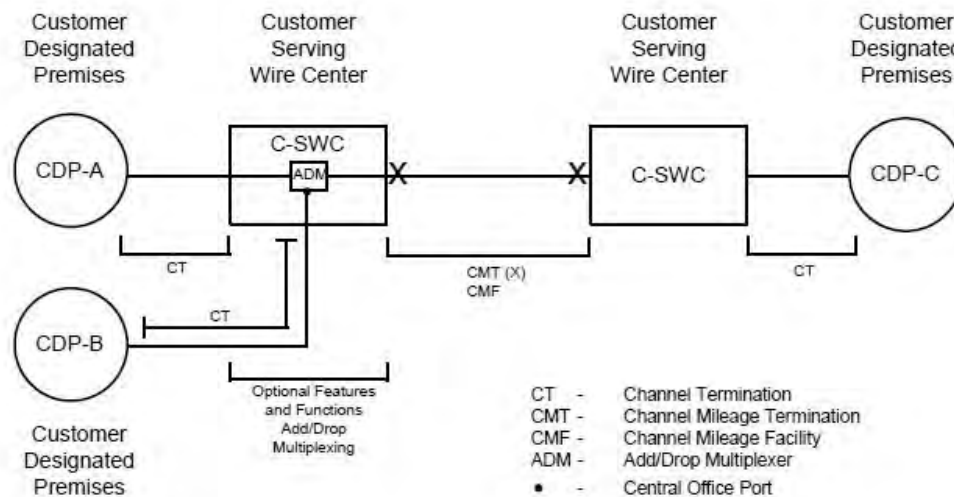 Customer
Designated
Premises
Customer
Serving
Wire Center
Customer
Serving
Wire Center
Customer
Designated
Premises
CDP-A
C-SWC
ADM
X
X
C-SWC
CDP-C
CT
CMT (X)
CMF
CT
CT
CDP-B
Optional Features
and Functions
Add/Drop
Multiplexing
Customer
Designated
Premises
CT - Channel Termination
CMT - Channel Mileage Termination
CMF - Channel Mileage Facility
ADM - Add/Drop Multiplexer
• - Central Office Port